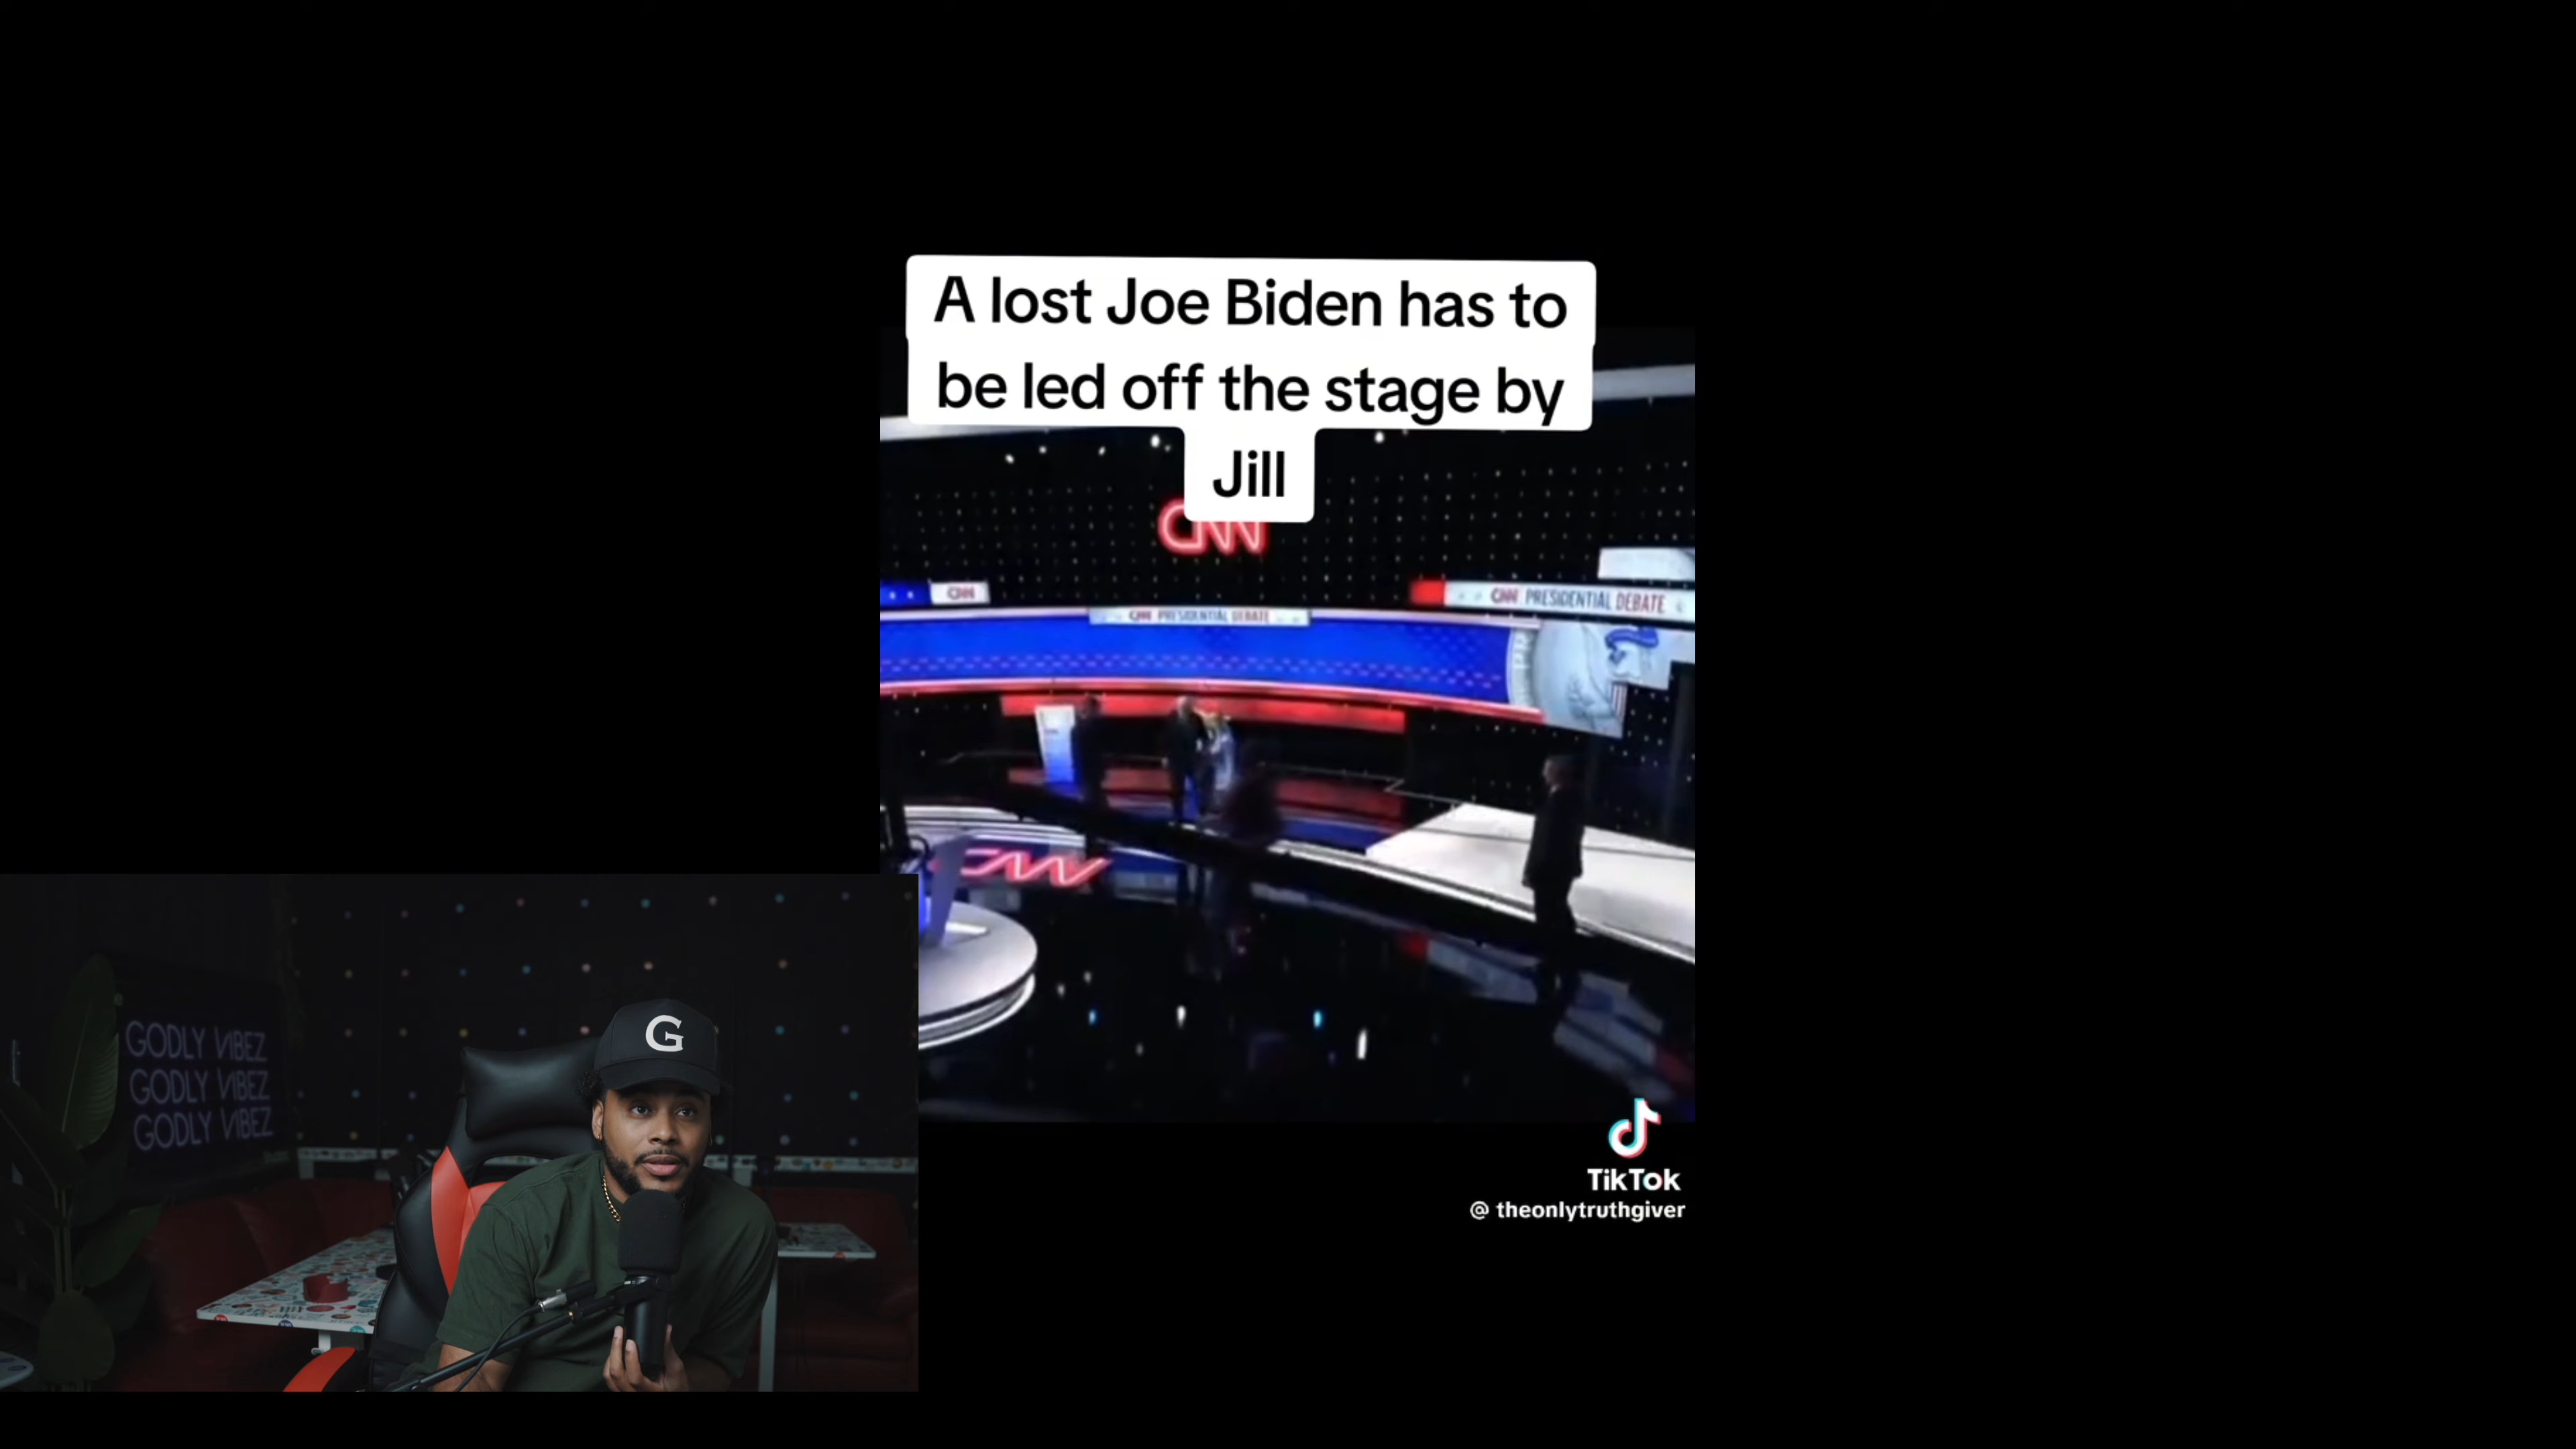 A lost Joe Biden has to
be led off the stage by
Jill
CNN
CNN
CNN PRESIDENTIAL DEBATE
CNN PRESIDENTIAL DEBATE
CNN
G
GODLY VIBEZ
GODLY VIBEZ
GODLY VIBEZ
TikTok
@ theonlytruthgiver